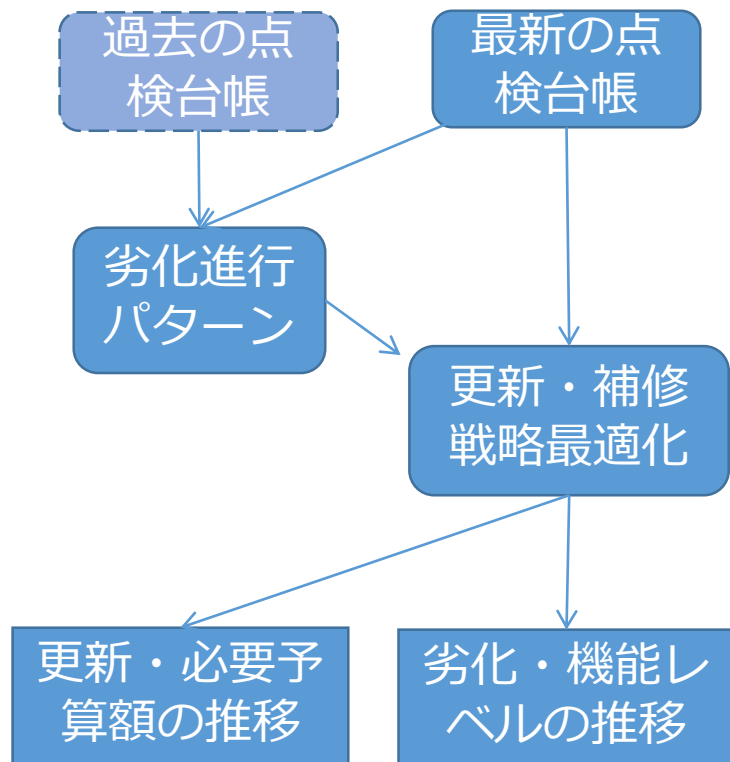 過去の点
検台帳
最新の点
検台帳
劣化進行
パターン
更新・補修
戦略最適化
更新・必要予
算額の推移
劣化・機能レ
ベルの推移